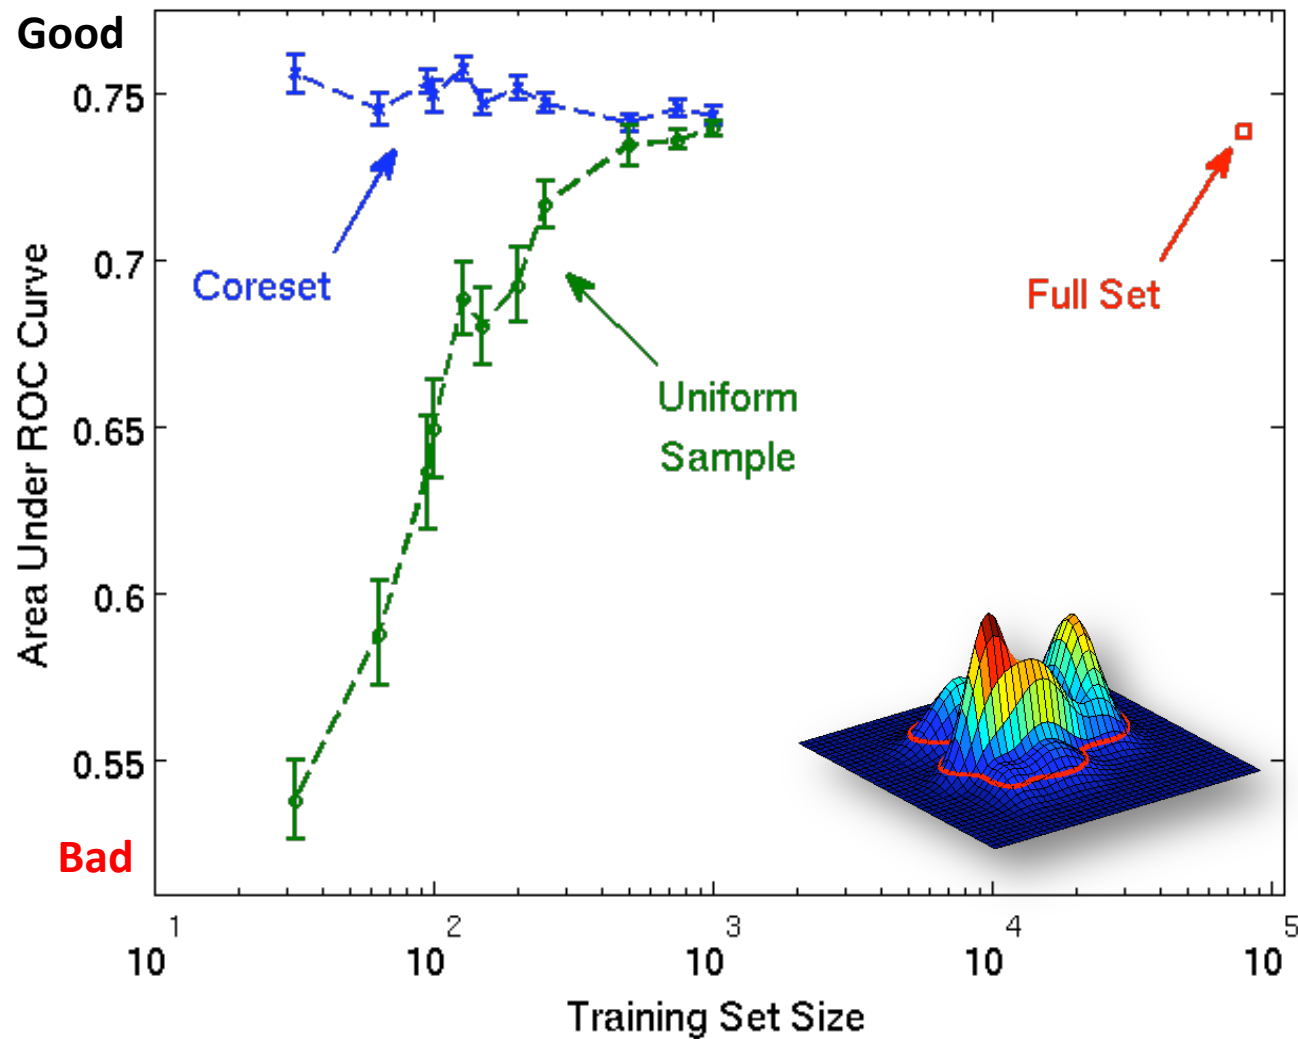 Good
0.75
0.7
0.65
0.6
0.55
Bad
Area Under ROC Curve
Coreset
Uniform
Sample
Full Set
10^1
10^2
10^3
10^4
10^5
Training Set Size